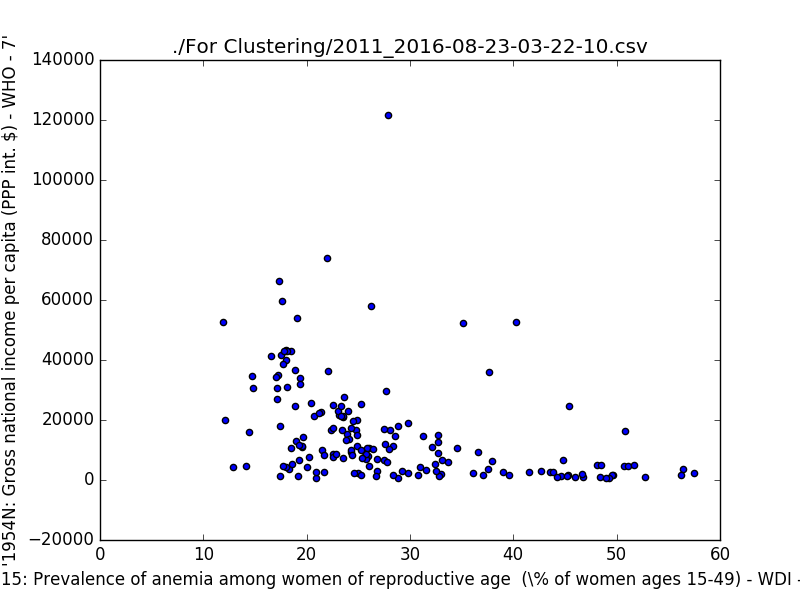 ./For Clustering/2011_2016-08-23-03-22-10.csv
140000
120000
100000
80000
60000
40000
20000
0
−20000
0 10 20 30 40 50 60
'1954N: Gross national income per capita (PPP int. $) - WHO - 7'
15: Prevalence of anemia among women of reproductive age (\% of women ages 15-49) - WDI -